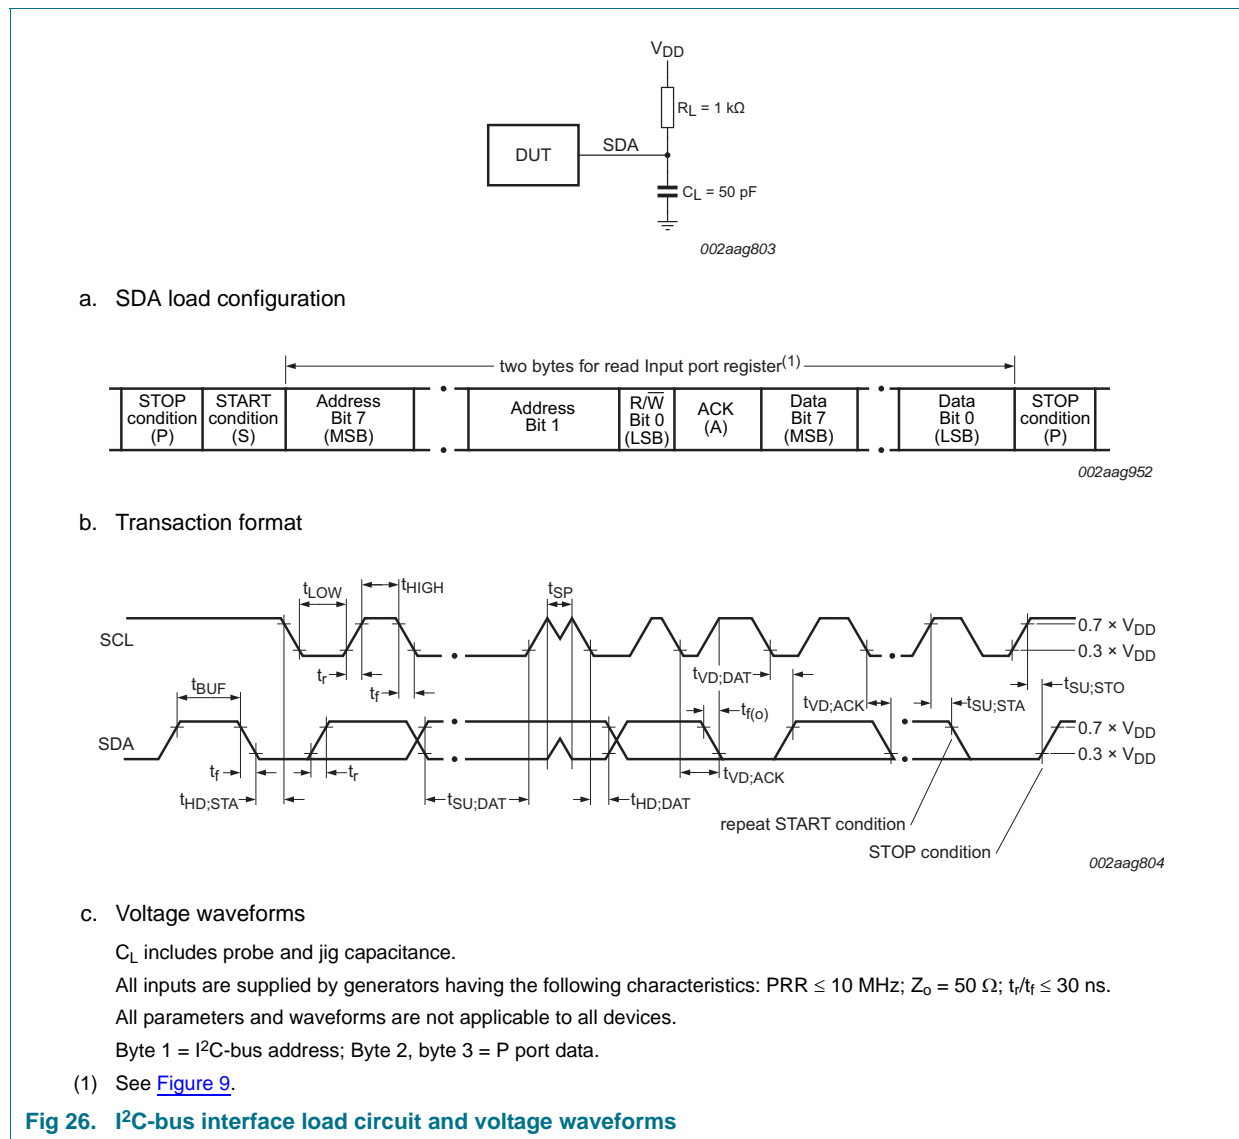 VDD
RL = 1 kΩ
DUT
SDA
CL = 50 pF
002aag803
a. SDA load configuration
two bytes for read Input port register(1)
STOP condition (P)
START condition (S)
Address Bit 7 (MSB)
Address Bit 1
R/W̅ Bit 0 (LSB)
ACK (A)
Data Bit 7 (MSB)
Data Bit 0 (LSB)
STOP condition (P)
002aag952
b. Transaction format
tLOW
tHIGH
tSP
SCL
0.7 × VDD
0.3 × VDD
tr
tf
tBUF
tVD;DAT
tf(o)
tVD;ACK
tSU;STA
tSU;STO
SDA
0.7 × VDD
0.3 × VDD
tf
tr
tHD;STA
tSU;DAT
tHD;DAT
tVD;ACK
repeat START condition
STOP condition
002aag804
c. Voltage waveforms
CL includes probe and jig capacitance.
All inputs are supplied by generators having the following characteristics: PRR ≤ 10 MHz; Zo = 50 Ω; tr/tf ≤ 30 ns.
All parameters and waveforms are not applicable to all devices.
Byte 1 = I2C-bus address; Byte 2, byte 3 = P port data.
(1) See Figure 9.
Fig 26. I2C-bus interface load circuit and voltage waveforms